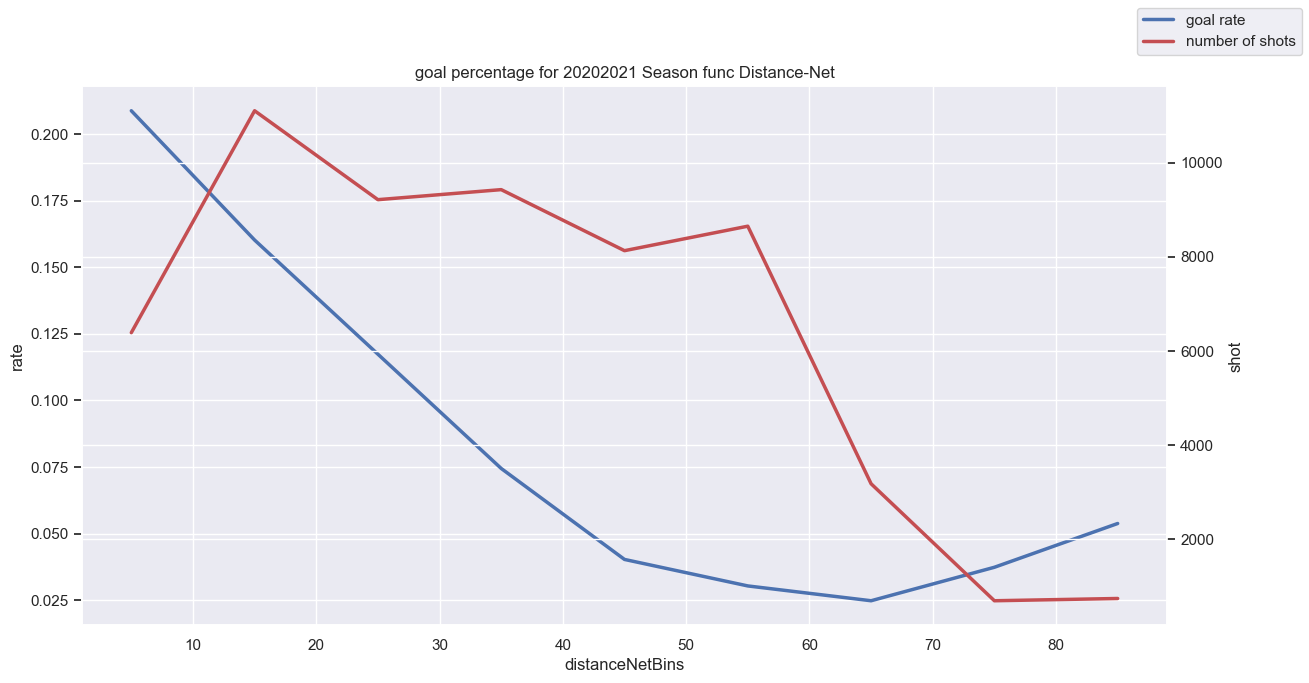 goal rate
number of shots
goal percentage for 20202021 Season func Distance-Net
0.200
0.175
0.150
0.125
0.100
0.075
0.050
0.025
rate
10000
8000
6000
4000
2000
shot
10 20 30 40 50 60 70 80
distanceNetBins